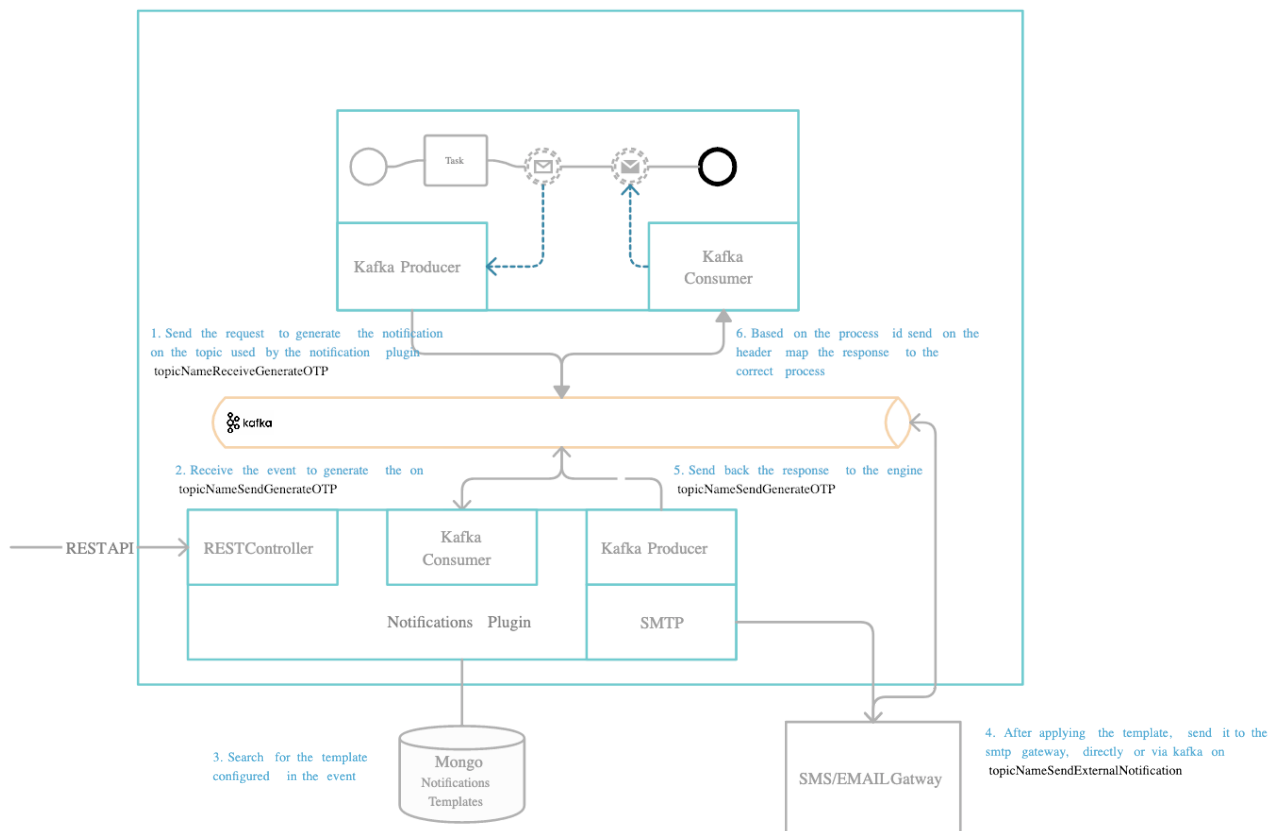 Task
Kafka Producer
Kafka
Consumer
1. Send the request to generate the notification
on the topic used by the notification plugin
topicNameReceiveGenerateOTP
6. Based on the process id send on the
header map the response to the
correct process
kafka
2. Receive the event to generate the on
topicNameSendGenerateOTP
5. Send back the response to the engine
topicNameSendGenerateOTP
RESTAPI
RESTController
Kafka
Consumer
Kafka Producer
Notifications Plugin
SMTP
3. Search for the template
configured in the event
Mongo
Notifications
Templates
SMS/EMAILGatway
4. After applying the template, send it to the
smtp gateway, directly or via kafka on
topicNameSendExternalNotification